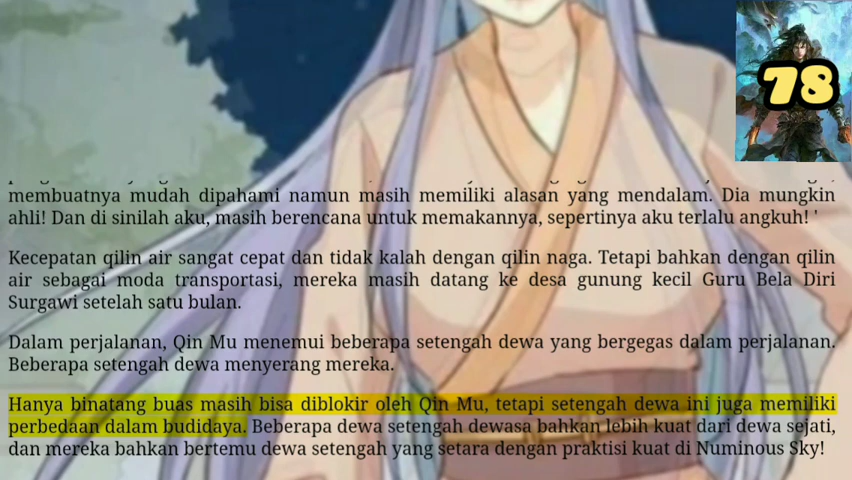 78
membuatnya mudah dipahami namun masih memiliki alasan yang mendalam. Dia mungkin
ahli! Dan di sinilah aku, masih berencana untuk memakannya, sepertinya aku terlalu angkuh! '
Kecepatan qilin air sangat cepat dan tidak kalah dengan qilin naga. Tetapi bahkan dengan qilin
air sebagai moda transportasi, mereka masih datang ke desa gunung kecil Guru Bela Diri
Surgawi setelah satu bulan.
Dalam perjalanan, Qin Mu menemui beberapa setengah dewa yang bergegas dalam perjalanan.
Beberapa setengah dewa menyerang mereka.
Hanya binatang buas masih bisa diblokir oleh Qin Mu, tetapi setengah dewa ini juga memiliki
perbedaan dalam budidaya. Beberapa dewa setengah dewasa bahkan lebih kuat dari dewa sejati,
dan mereka bahkan bertemu dewa setengah yang setara dengan praktisi kuat di Numinous Sky!